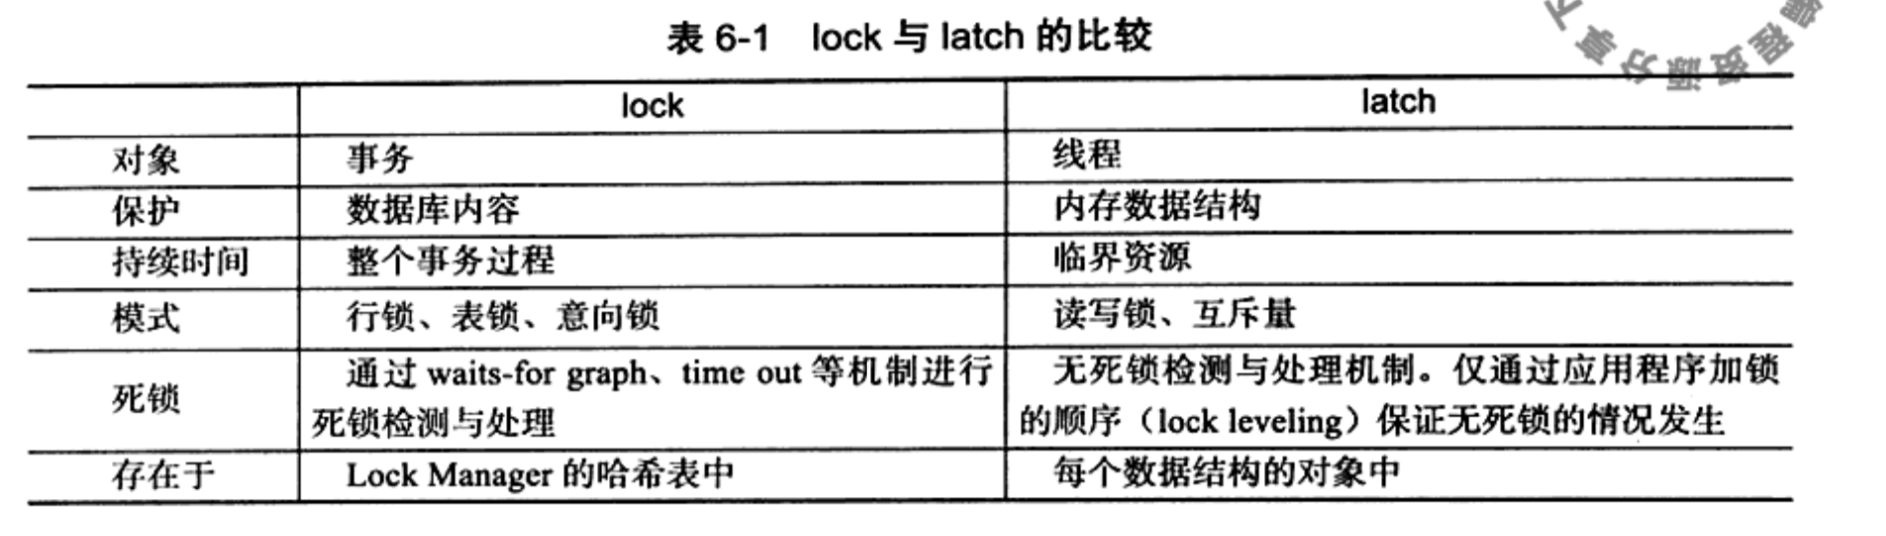 表 6-1 lock 与 latch 的比较
下享分源资程编
lock latch
对象 事务 线程
保护 数据库内容 内存数据结构
持续时间 整个事务过程 临界资源
模式 行锁、表锁、意向锁 读写锁、互斥量
死锁 通过 waits-for graph、time out 等机制进行 无死锁检测与处理机制。仅通过应用程序加锁
死锁检测与处理 的顺序（lock leveling）保证无死锁的情况发生
存在于 Lock Manager 的哈希表中 每个数据结构的对象中